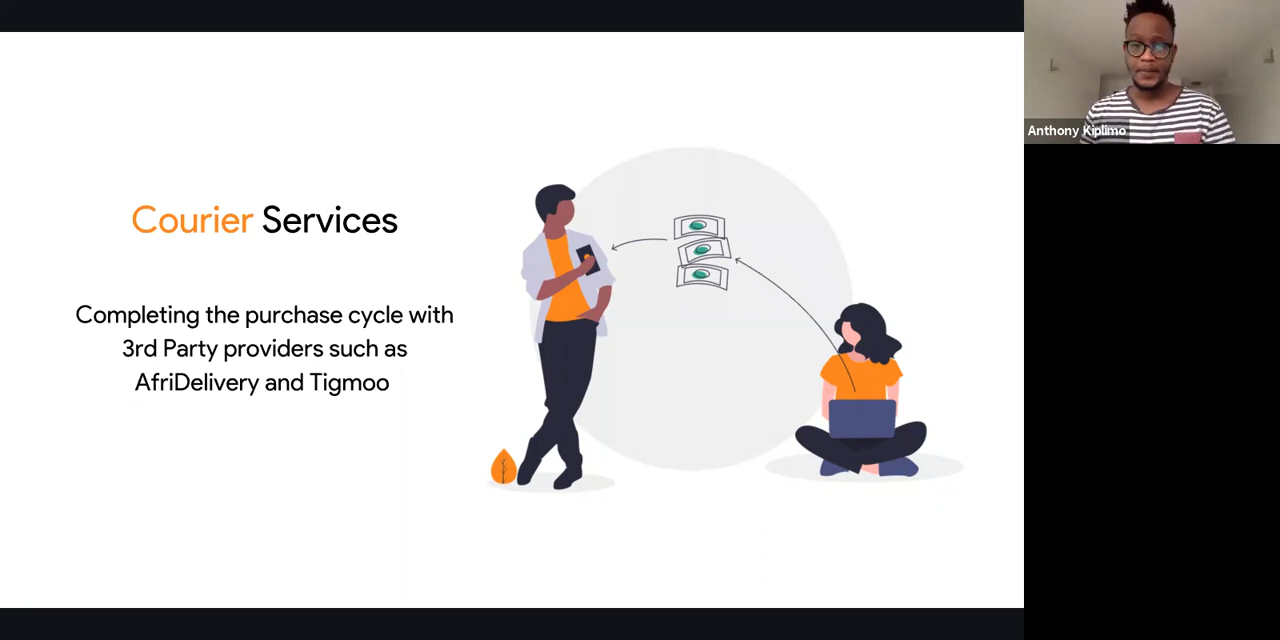 Courier Services
Completing the purchase cycle with
3rd Party providers such as
AfriDelivery and Tigmoo
Anthony Kiplimo